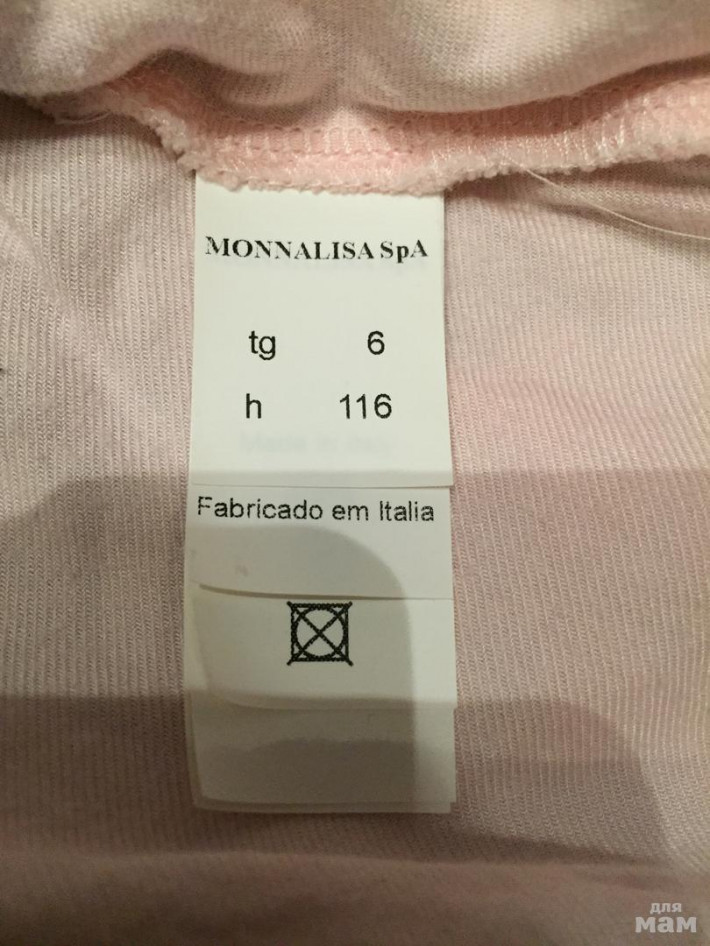 MONNALISA SpA
tg 6
h 116
Fabricado em Italia
для
мам